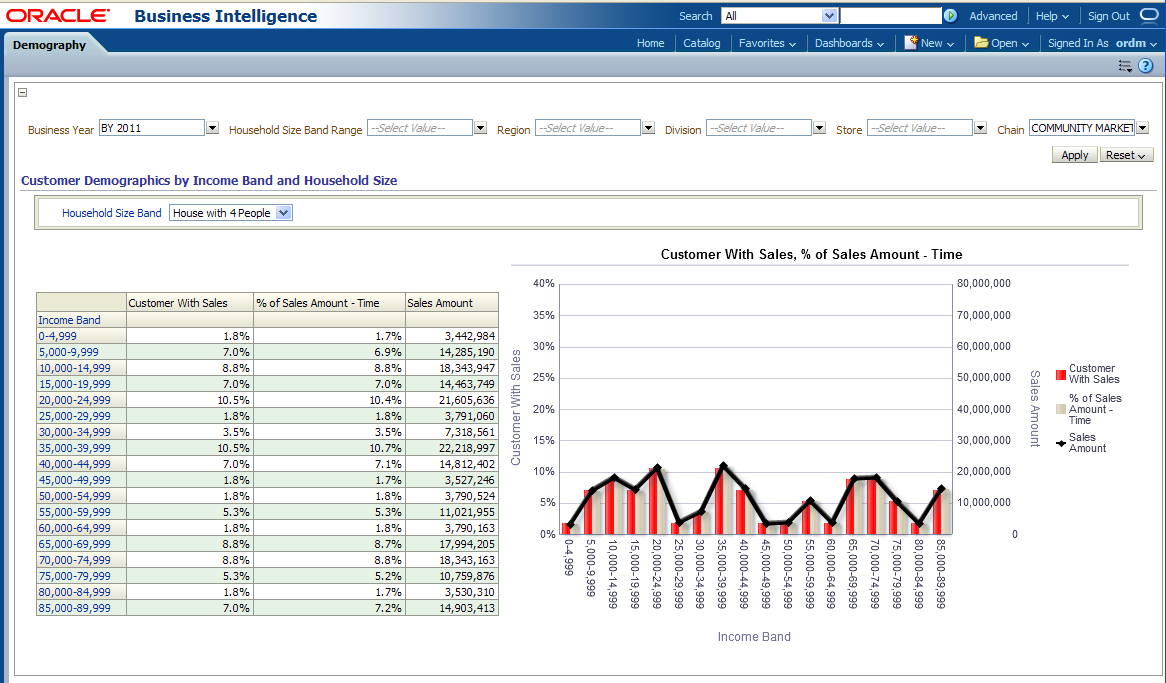 ORACLE Business Intelligence
Search All Advanced Help Sign Out
Demography
Home Catalog Favorites Dashboards New Open Signed In As ordm
Business Year BY 2011 Household Size Band Range --Select Value-- Region --Select Value-- Division --Select Value-- Store --Select Value-- Chain COMMUNITY MARKET
Apply Reset
Customer Demographics by Income Band and Household Size
Household Size Band House with 4 People
Customer With Sales % of Sales Amount - Time Sales Amount
Income Band
0-4,999 1.8% 1.7% 3,442,984
5,000-9,999 7.0% 6.9% 14,285,190
10,000-14,999 8.8% 8.8% 18,343,947
15,000-19,999 7.0% 7.0% 14,463,749
20,000-24,999 10.5% 10.4% 21,605,636
25,000-29,999 1.8% 1.8% 3,791,060
30,000-34,999 3.5% 3.5% 7,318,561
35,000-39,999 10.5% 10.7% 22,218,997
40,000-44,999 7.0% 7.1% 14,812,402
45,000-49,999 1.8% 1.7% 3,527,246
50,000-54,999 1.8% 1.8% 3,790,524
55,000-59,999 5.3% 5.3% 11,021,955
60,000-64,999 1.8% 1.8% 3,790,163
65,000-69,999 8.8% 8.7% 17,994,205
70,000-74,999 8.8% 8.8% 18,343,163
75,000-79,999 5.3% 5.2% 10,759,876
80,000-84,999 1.8% 1.7% 3,530,310
85,000-89,999 7.0% 7.2% 14,903,413
Customer With Sales, % of Sales Amount - Time
Customer With Sales
40%
35%
30%
25%
20%
15%
10%
5%
0%
80,000,000
70,000,000
60,000,000
50,000,000
40,000,000
30,000,000
20,000,000
10,000,000
0
Sales Amount
0-4,999
5,000-9,999
10,000-14,999
15,000-19,999
20,000-24,999
25,000-29,999
30,000-34,999
35,000-39,999
40,000-44,999
45,000-49,999
50,000-54,999
55,000-59,999
60,000-64,999
65,000-69,999
70,000-74,999
75,000-79,999
80,000-84,999
85,000-89,999
Income Band
Customer
With Sales
% of Sales
Amount -
Time
Sales
Amount